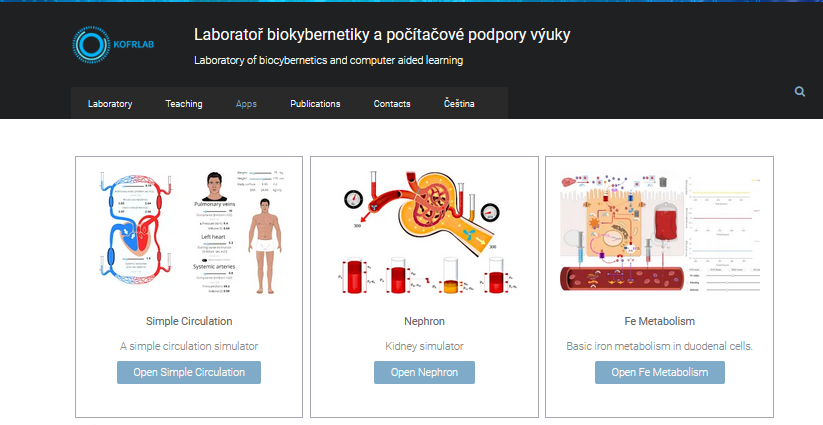 KOFRLAB
Laboratoř biokybernetiky a počítačové podpory výuky
Laboratory of biocybernetics and computer aided learning
Laboratory
Teaching
Apps
Publications
Contacts
Čeština
Pulmonary veins
Left heart
Systemic arteries
300
300
Simple Circulation
Nephron
Fe Metabolism
A simple circulation simulator
Kidney simulator
Basic iron metabolism in duodenal cells.
Open Simple Circulation
Open Nephron
Open Fe Metabolism